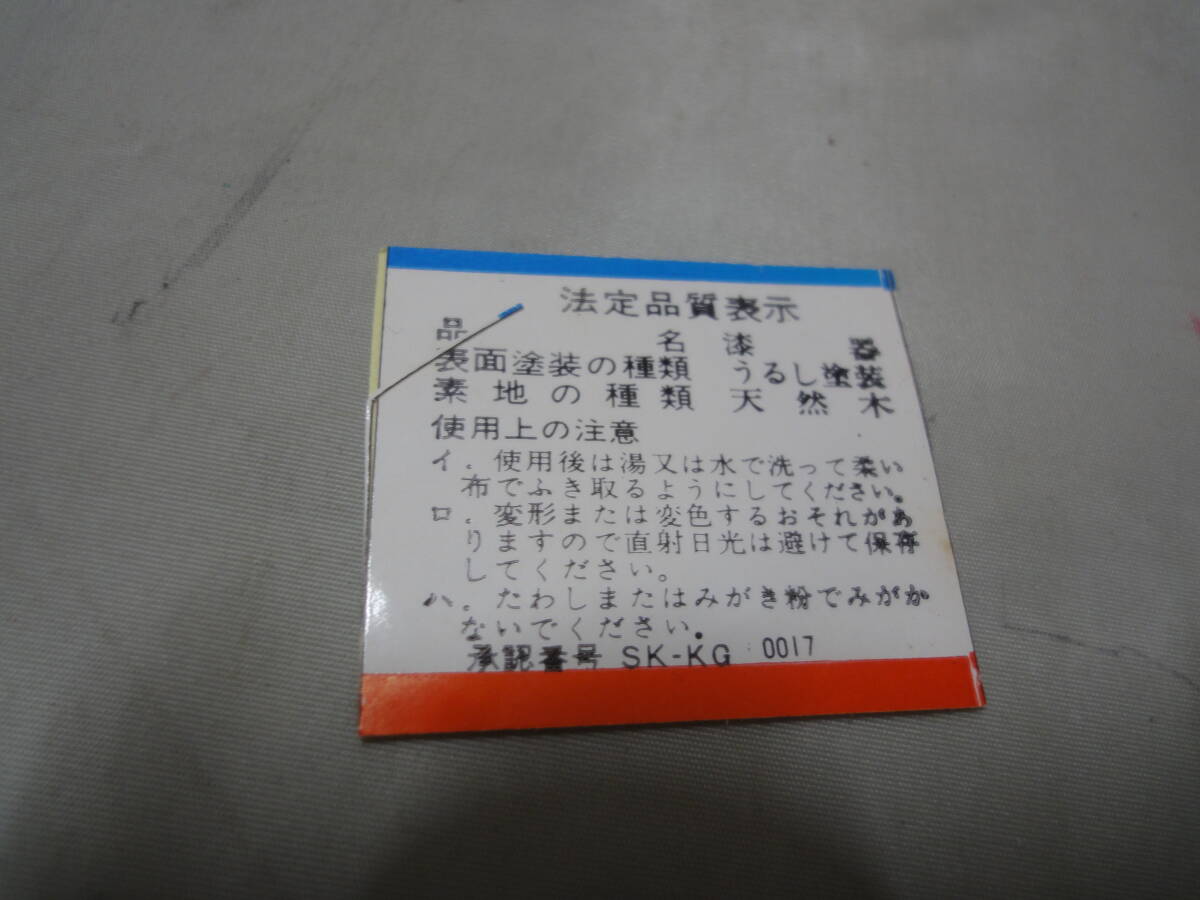 法定品質表示
品名 漆器
表面塗装の種類 うるし塗装
素地の種類 天然木
使用上の注意
イ．使用後は湯又は水で洗って柔い
布でふき取るようにしてください。
ロ．変形または変色するおそれがあ
りますので直射日光は避けて保存
してください。
ハ．たわしまたはみがき粉でみがか
ないでください。
承認番号 SK-KG 0017